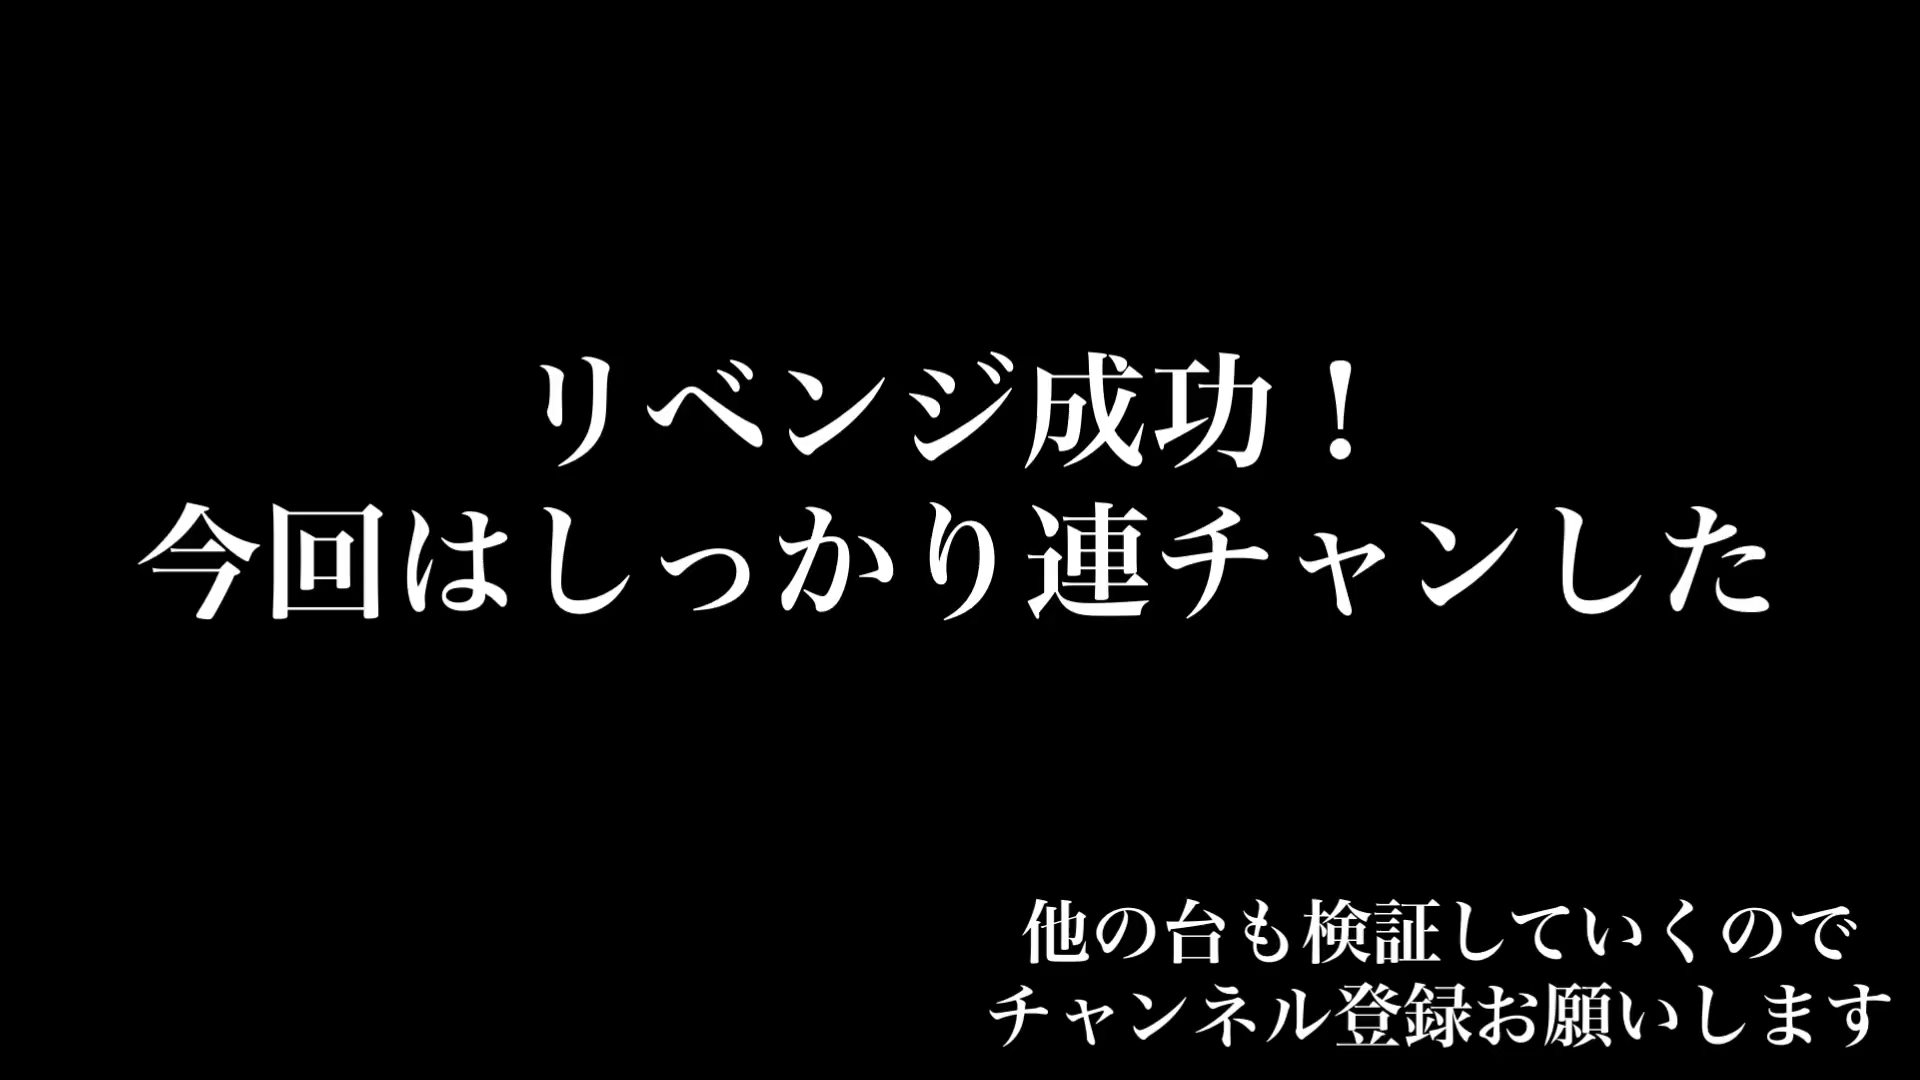 リベンジ成功！
今回はしっかり連チャンした
他の台も検証していくので
チャンネル登録お願いします